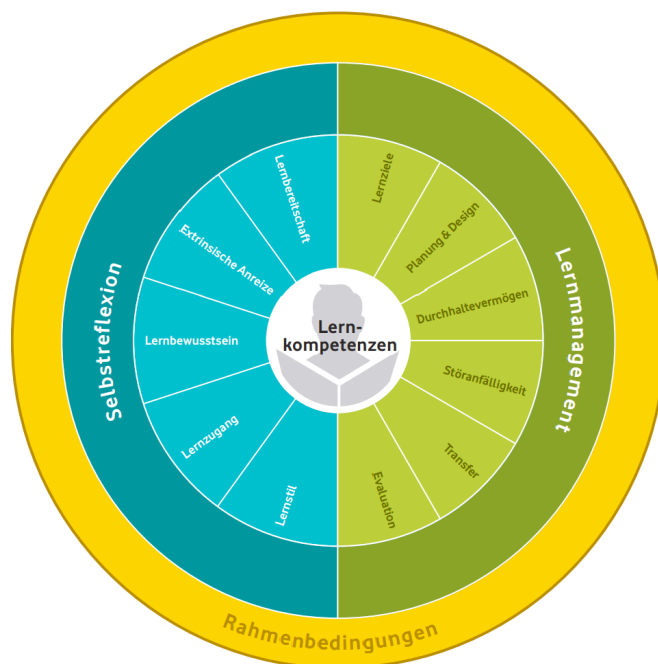 Lern-
kompetenzen
Selbstreflexion
Lernbereitschaft
Extrinsische Anreize
Lernbewusstsein
Lernzugang
Lernstil
Lernmanagement
Lernziele
Planung & Design
Durchhaltevermögen
Störanfälligkeit
Transfer
Evaluation
Rahmenbedingungen